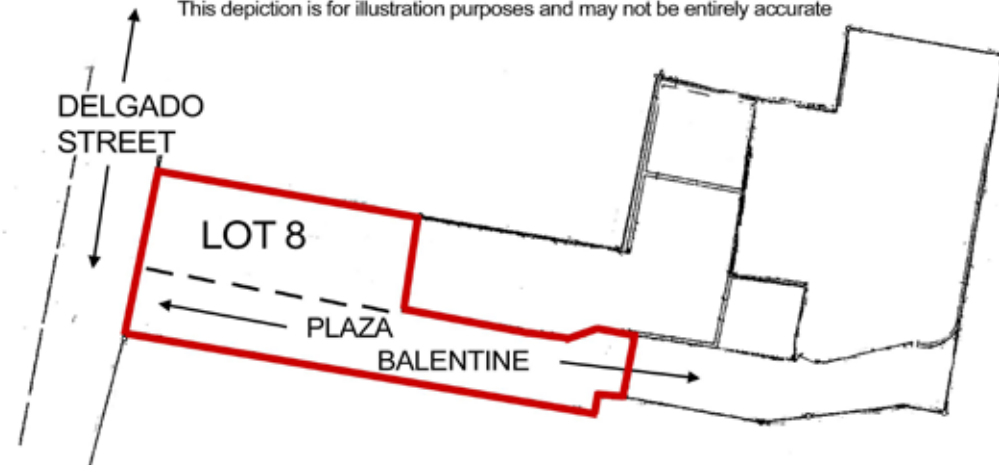 This depiction is for illustration purposes and may not be entirely accurate
DELGADO
STREET
LOT 8
PLAZA
BALENTINE